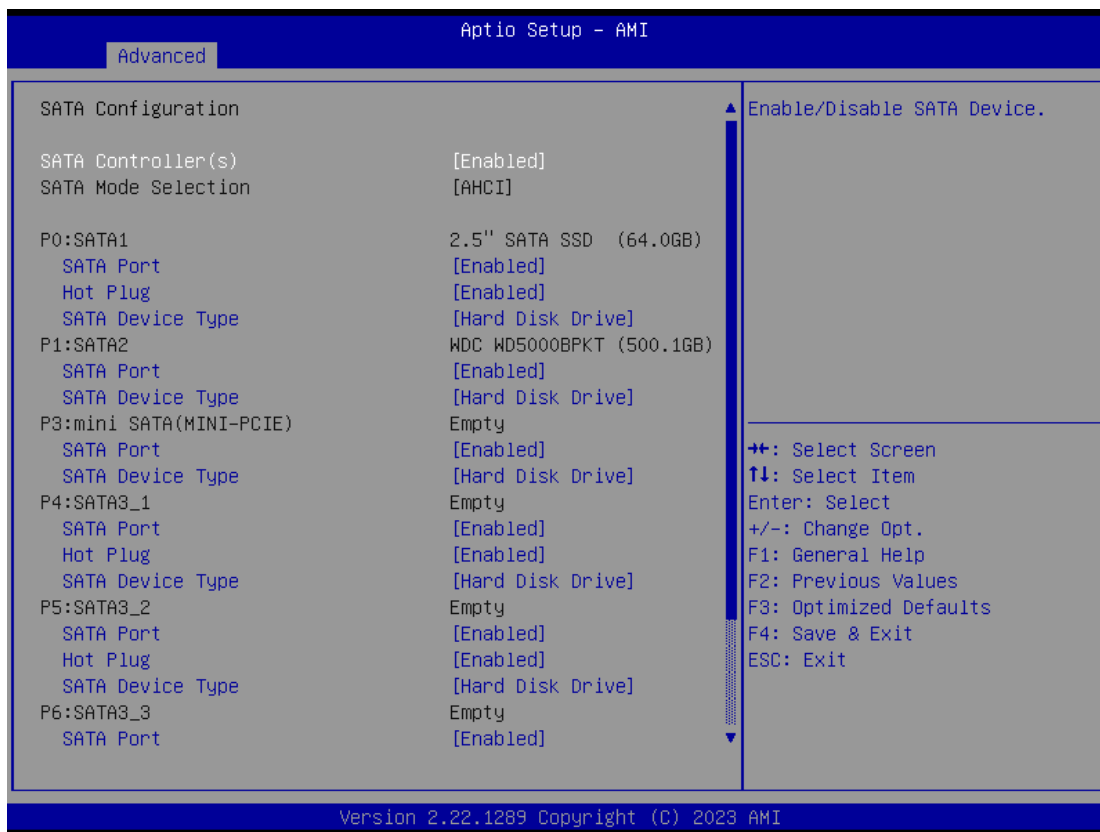 Aptio Setup – AMI
Advanced
SATA Configuration
SATA Controller(s) [Enabled]
SATA Mode Selection [AHCI]
P0:SATA1 2.5'' SATA SSD (64.0GB)
SATA Port [Enabled]
Hot Plug [Enabled]
SATA Device Type [Hard Disk Drive]
P1:SATA2 WDC WD5000BPKT (500.1GB)
SATA Port [Enabled]
SATA Device Type [Hard Disk Drive]
P3:mini SATA(MINI-PCIE) Empty
SATA Port [Enabled]
SATA Device Type [Hard Disk Drive]
P4:SATA3_1 Empty
SATA Port [Enabled]
Hot Plug [Enabled]
SATA Device Type [Hard Disk Drive]
P5:SATA3_2 Empty
SATA Port [Enabled]
Hot Plug [Enabled]
SATA Device Type [Hard Disk Drive]
P6:SATA3_3 Empty
SATA Port [Enabled]
Enable/Disable SATA Device.
→←: Select Screen
↑↓: Select Item
Enter: Select
+/-: Change Opt.
F1: General Help
F2: Previous Values
F3: Optimized Defaults
F4: Save & Exit
ESC: Exit
Version 2.22.1289 Copyright (C) 2023 AMI